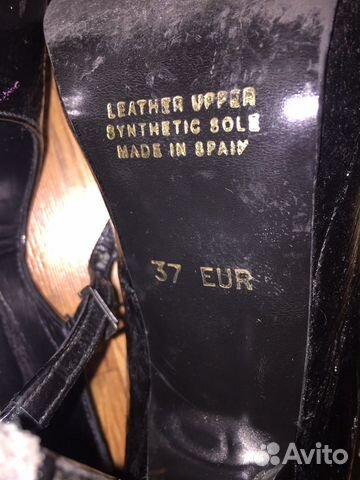 LEATHER UPPER
SYNTHETIC SOLE
MADE IN SPAIN
37 EUR
Avito